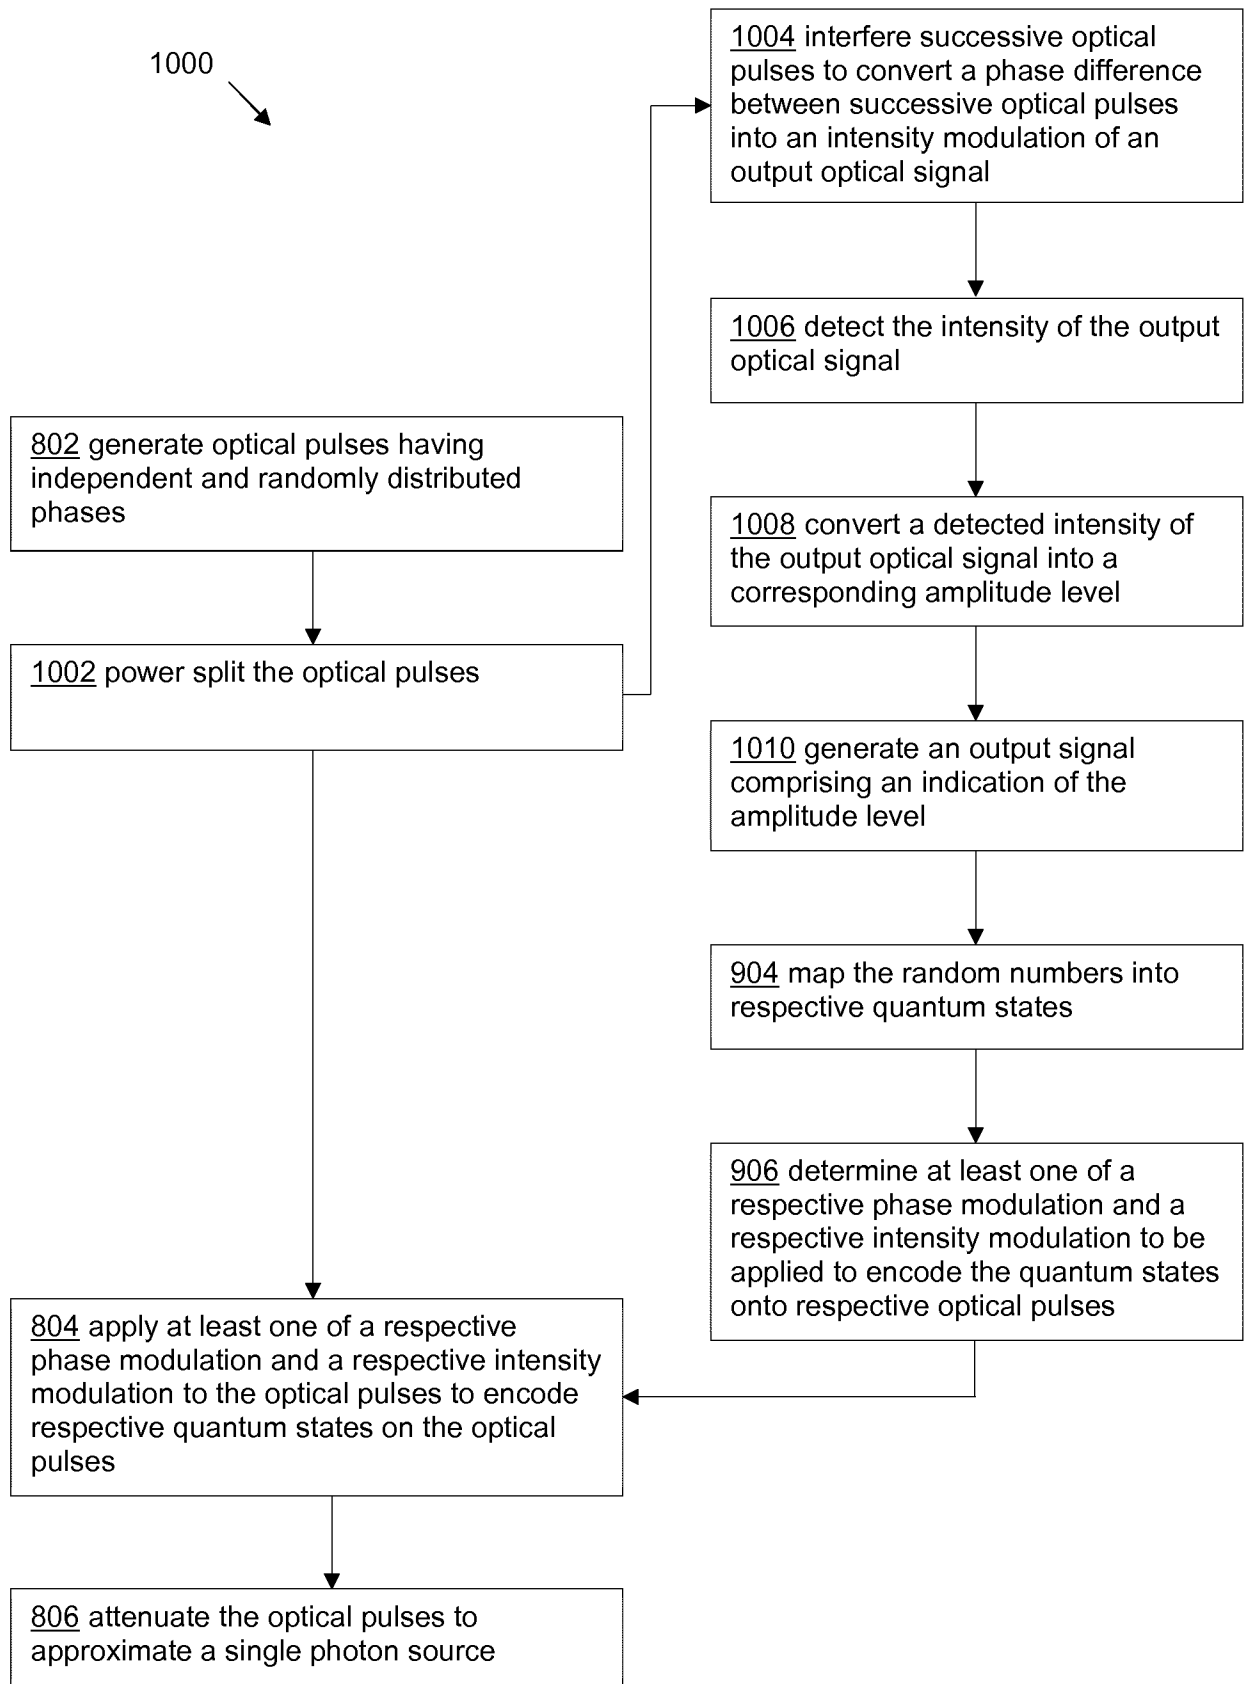 1000
802 generate optical pulses having
independent and randomly distributed
phases
1002 power split the optical pulses
1004 interfere successive optical
pulses to convert a phase difference
between successive optical pulses
into an intensity modulation of an
output optical signal
1006 detect the intensity of the output
optical signal
1008 convert a detected intensity of
the output optical signal into a
corresponding amplitude level
1010 generate an output signal
comprising an indication of the
amplitude level
904 map the random numbers into
respective quantum states
906 determine at least one of a
respective phase modulation and a
respective intensity modulation to be
applied to encode the quantum states
onto respective optical pulses
804 apply at least one of a respective
phase modulation and a respective intensity
modulation to the optical pulses to encode
respective quantum states on the optical
pulses
806 attenuate the optical pulses to
approximate a single photon source